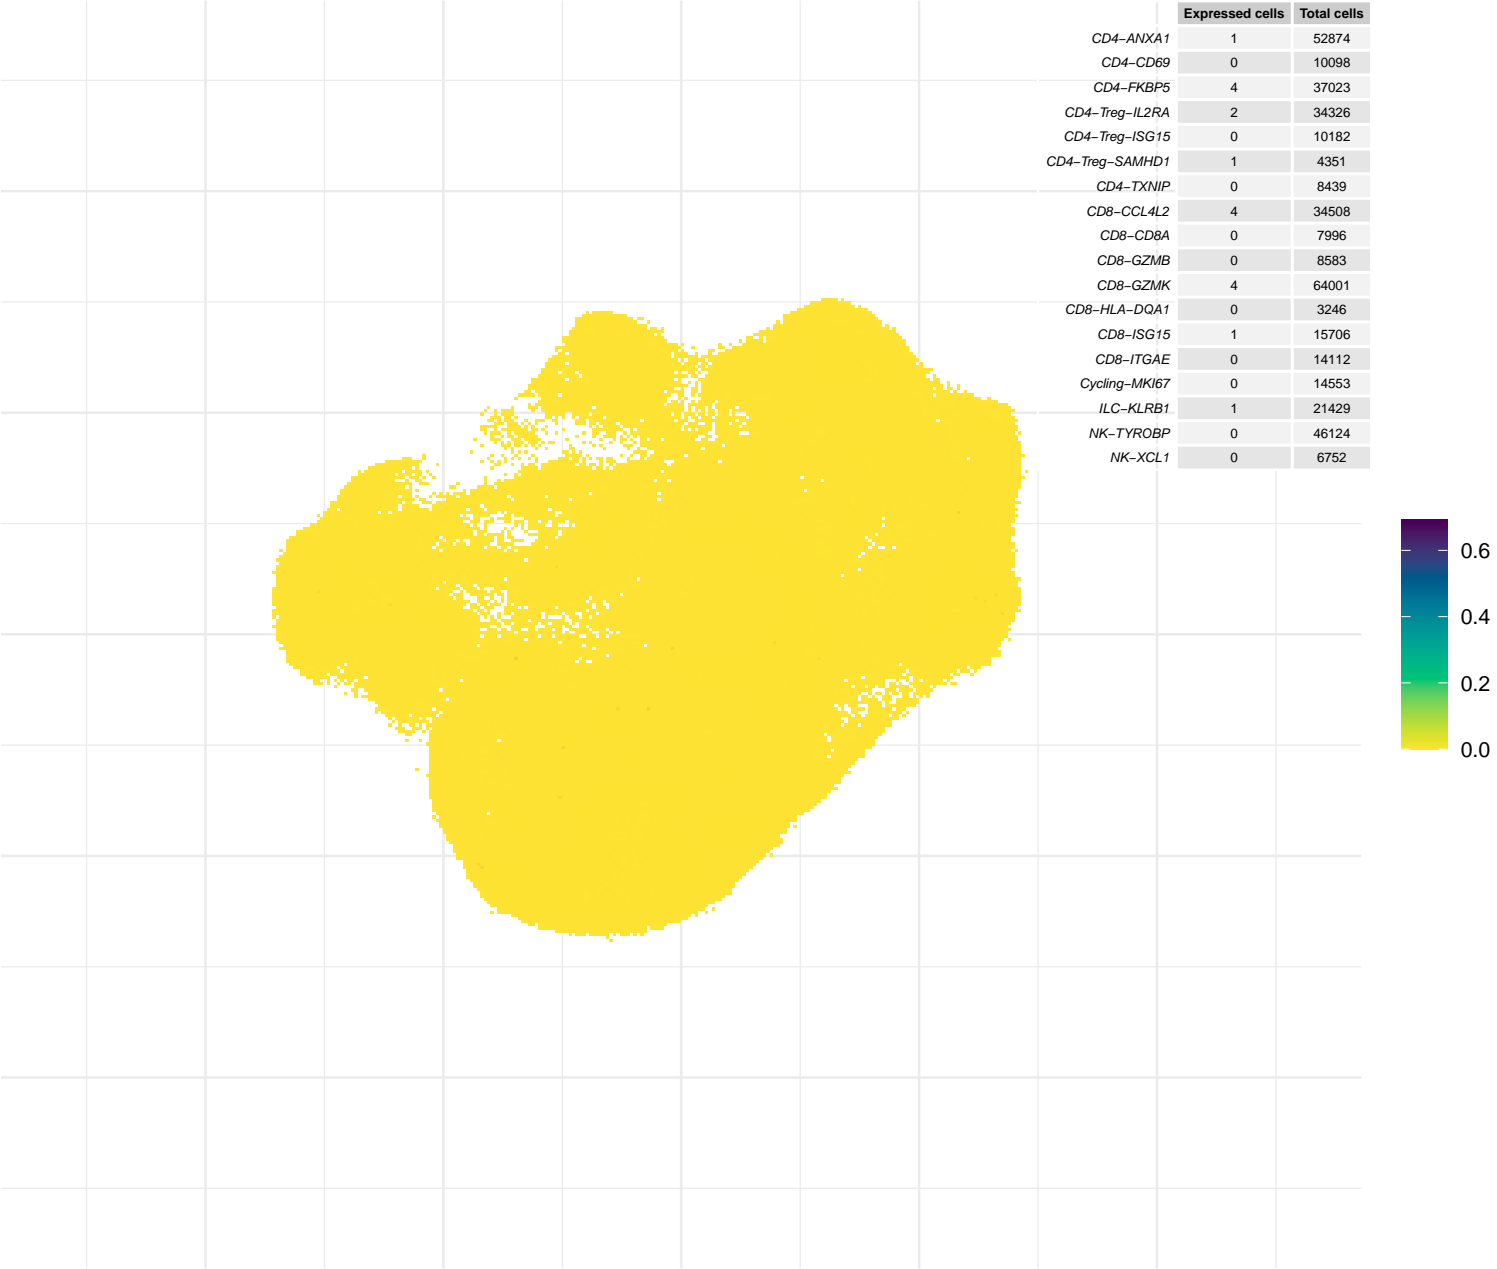 Expressed cells Total cells
CD4−ANXA1 1 52874
CD4−CD69 0 10098
CD4−FKBP5 4 37023
CD4−Treg−IL2RA 2 34326
CD4−Treg−ISG15 0 10182
CD4−Treg−SAMHD1 1 4351
CD4−TXNIP 0 8439
CD8−CCL4L2 4 34508
CD8−CD8A 0 7996
CD8−GZMB 0 8583
CD8−GZMK 4 64001
CD8−HLA−DQA1 0 3246
CD8−ISG15 1 15706
CD8−ITGAE 0 14112
Cycling−MKI67 0 14553
ILC−KLRB1 1 21429
NK−TYROBP 0 46124
NK−XCL1 0 6752
0.6
0.4
0.2
0.0